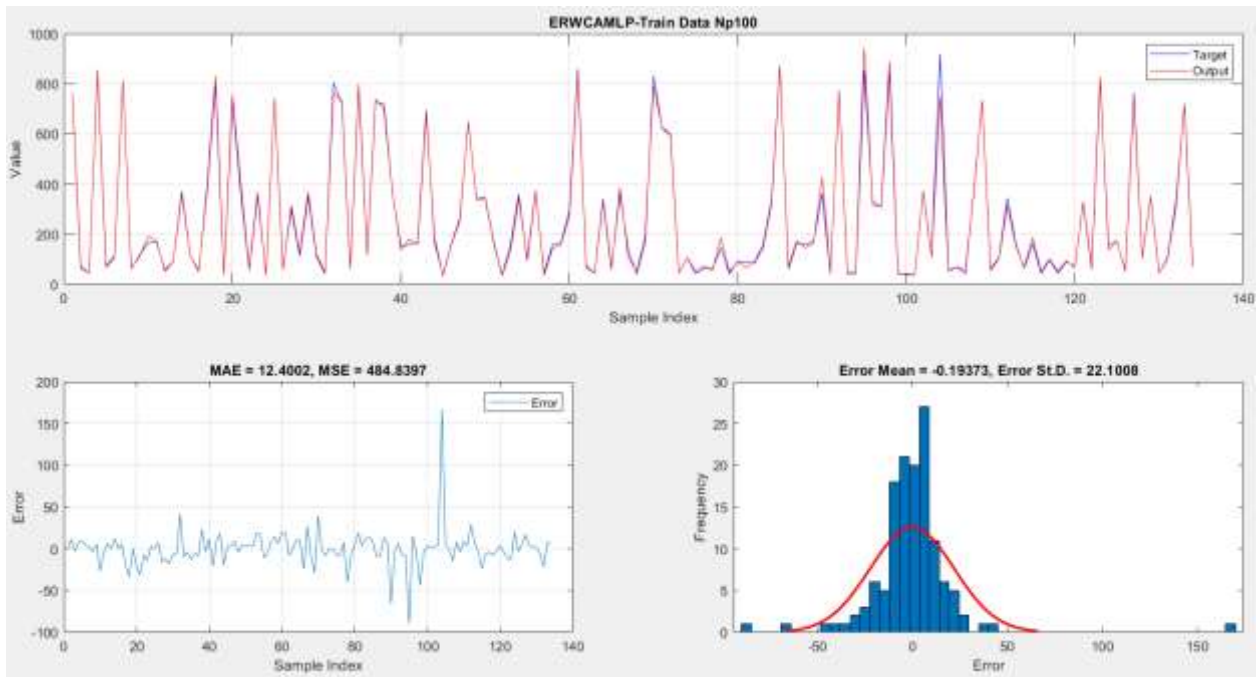 ERWCAMLP-Train Data Np100
1000
800
600
400
200
0
Value
Target
Output
0 20 40 60 80 100 120 140
Sample Index
MAE = 12.4002, MSE = 484.8397
200
150
100
50
0
-50
-100
Error
Error
0 20 40 60 80 100 120 140
Sample Index
Error Mean = -0.19373, Error St.D. = 22.1008
30
25
20
15
10
5
0
Frequency
-50 0 50 100 150
Error